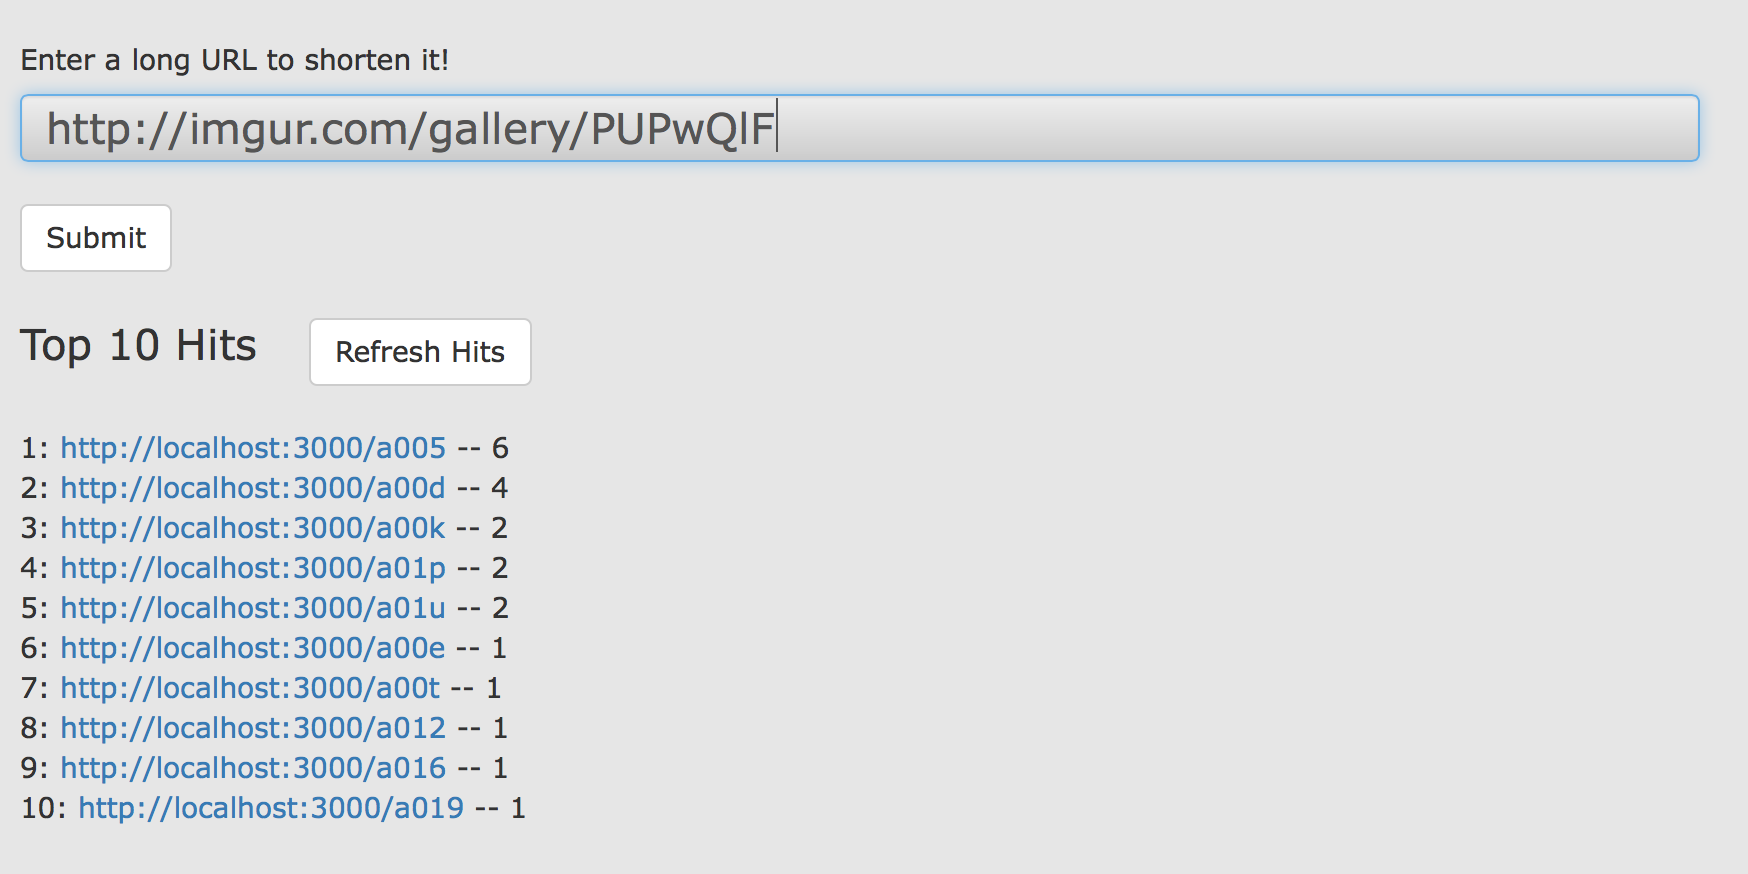 Enter a long URL to shorten it!
http://imgur.com/gallery/PUPwQlF
Submit
Top 10 Hits Refresh Hits
1: http://localhost:3000/a005 -- 6
2: http://localhost:3000/a00d -- 4
3: http://localhost:3000/a00k -- 2
4: http://localhost:3000/a01p -- 2
5: http://localhost:3000/a01u -- 2
6: http://localhost:3000/a00e -- 1
7: http://localhost:3000/a00t -- 1
8: http://localhost:3000/a012 -- 1
9: http://localhost:3000/a016 -- 1
10: http://localhost:3000/a019 -- 1